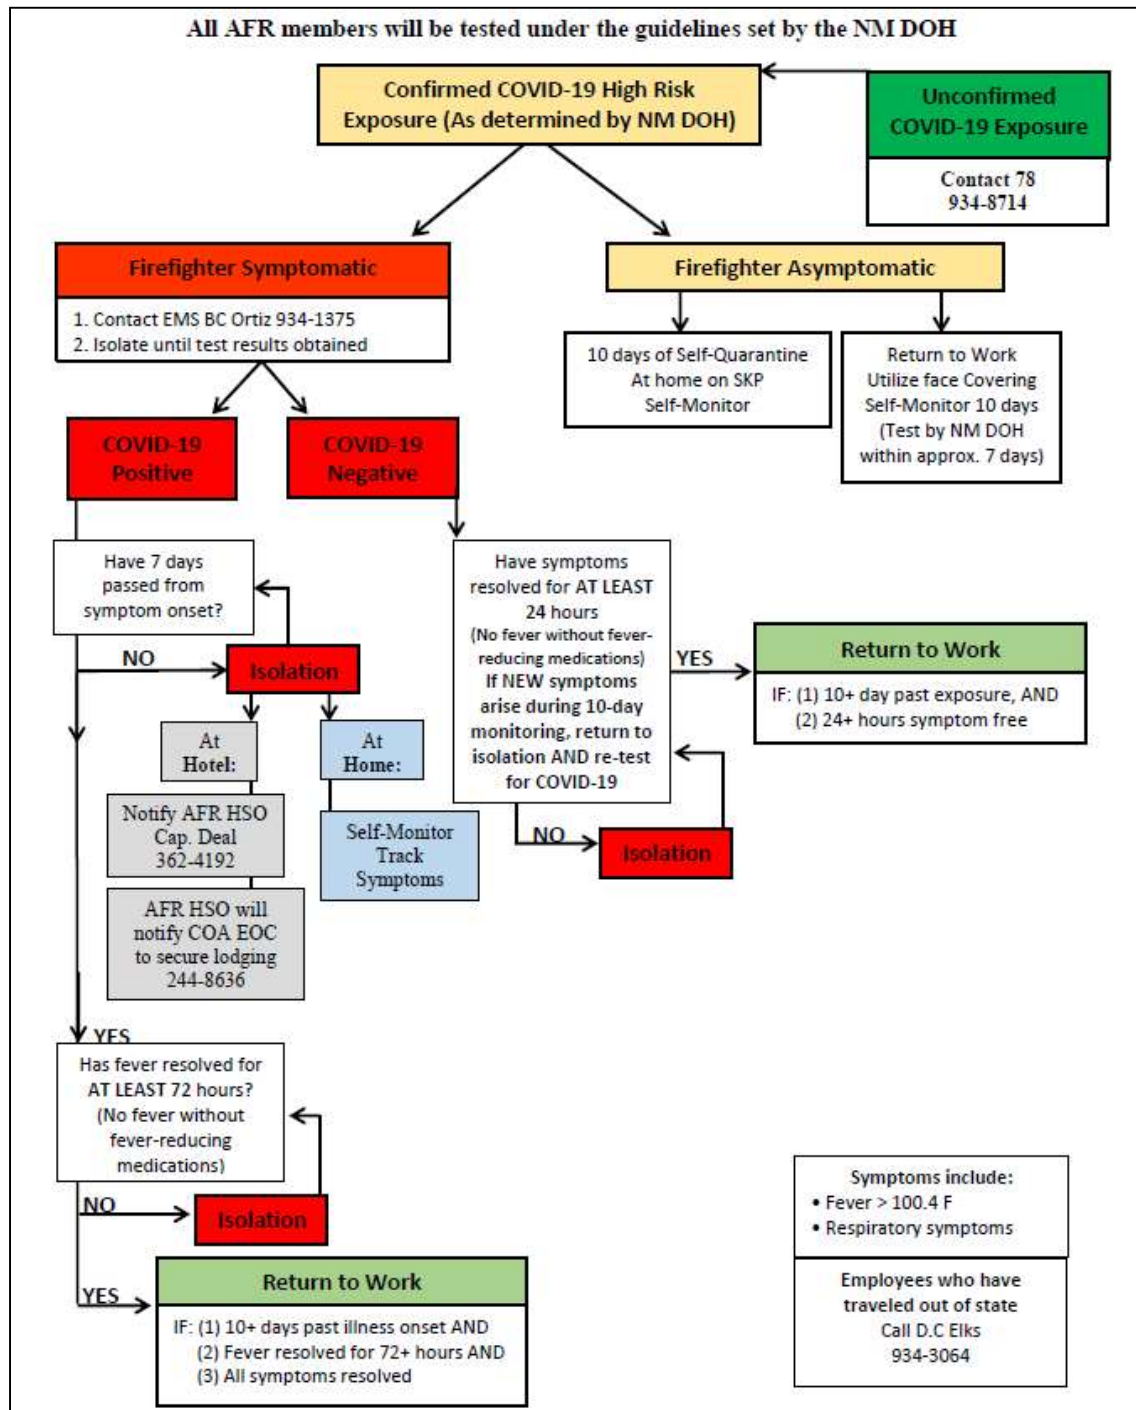 All AFR members will be tested under the guidelines set by the NM DOH
Confirmed COVID-19 High Risk
Exposure (As determined by NM DOH)
Unconfirmed
COVID-19 Exposure
Contact 78
934-8714
Firefighter Symptomatic
1. Contact EMS BC Ortiz 934-1375
2. Isolate until test results obtained
Firefighter Asymptomatic
10 days of Self-Quarantine
At home on SKP
Self-Monitor
Return to Work
Utilize face Covering
Self-Monitor 10 days
(Test by NM DOH
within approx. 7 days)
COVID-19
Positive
COVID-19
Negative
Have 7 days
passed from
symptom onset?
NO
Isolation
At
Hotel:
At
Home:
Notify AFR HSO
Cap. Deal
362-4192
AFR HSO will
notify COA EOC
to secure lodging
244-8636
Self-Monitor
Track
Symptoms
Have symptoms
resolved for AT LEAST
24 hours
(No fever without fever-
reducing medications)
If NEW symptoms
arise during 10-day
monitoring, return to
isolation AND re-test
for COVID-19
YES
Return to Work
IF: (1) 10+ day past exposure, AND
(2) 24+ hours symptom free
NO
Isolation
YES
Has fever resolved for
AT LEAST 72 hours?
(No fever without
fever-reducing
medications)
NO
Isolation
YES
Return to Work
IF: (1) 10+ days past illness onset AND
(2) Fever resolved for 72+ hours AND
(3) All symptoms resolved
Symptoms include:
• Fever > 100.4 F
• Respiratory symptoms
Employees who have
traveled out of state
Call D.C Elks
934-3064